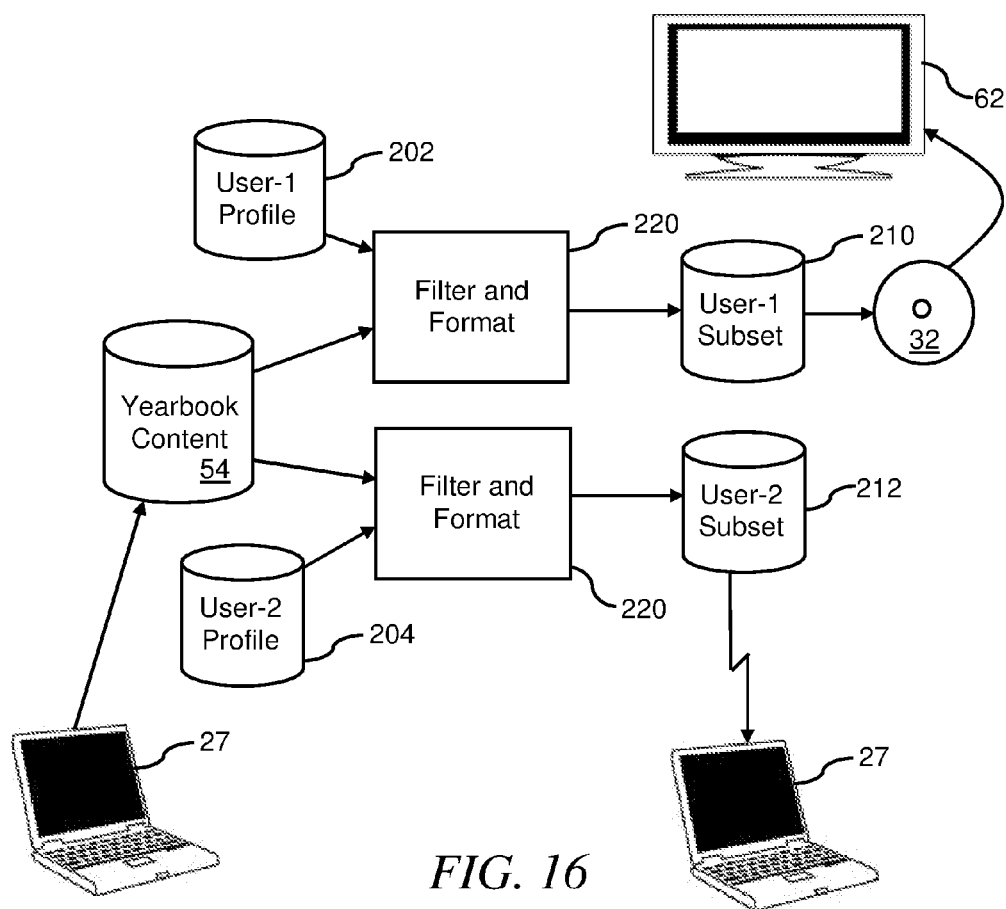 62
202
User-1
Profile
220
210
Filter and
Format
User-1
Subset
32
Yearbook
Content
54
Filter and
Format
User-2
Subset
212
User-2
Profile
220
204
27
27
FIG. 16